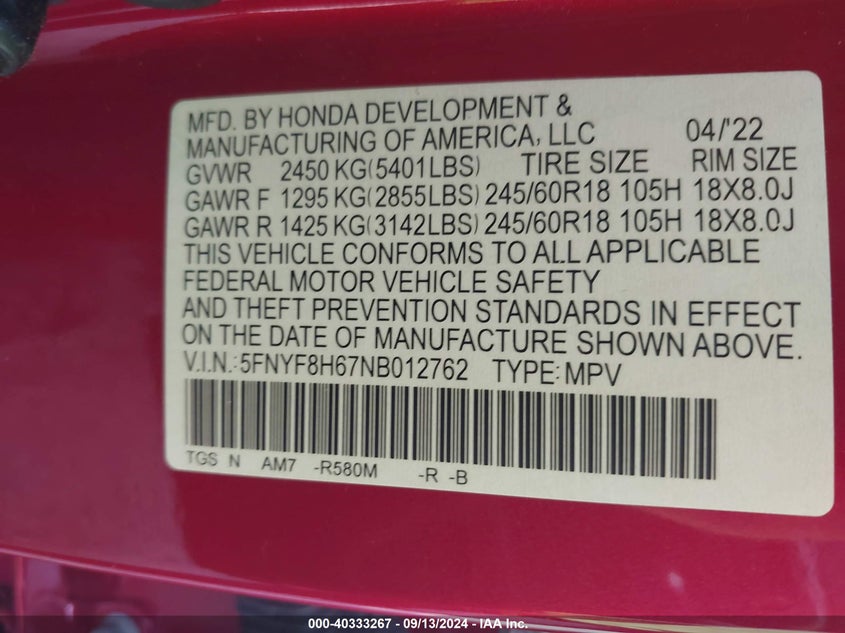 MFD. BY HONDA DEVELOPMENT &
MANUFACTURING OF AMERICA, LLC 04/'22
GVWR 2450 KG(5401LBS) TIRE SIZE RIM SIZE
GAWR F 1295 KG(2855LBS) 245/60R18 105H 18X8.0J
GAWR R 1425 KG(3142LBS) 245/60R18 105H 18X8.0J
THIS VEHICLE CONFORMS TO ALL APPLICABLE
FEDERAL MOTOR VEHICLE SAFETY
AND THEFT PREVENTION STANDARDS IN EFFECT
ON THE DATE OF MANUFACTURE SHOWN ABOVE.
V.I.N.:5FNYF8H67NB012762 TYPE:MPV
TGS N AM7 -R580M -R -B
000-40333267 - 09/13/2024 - IAA Inc.